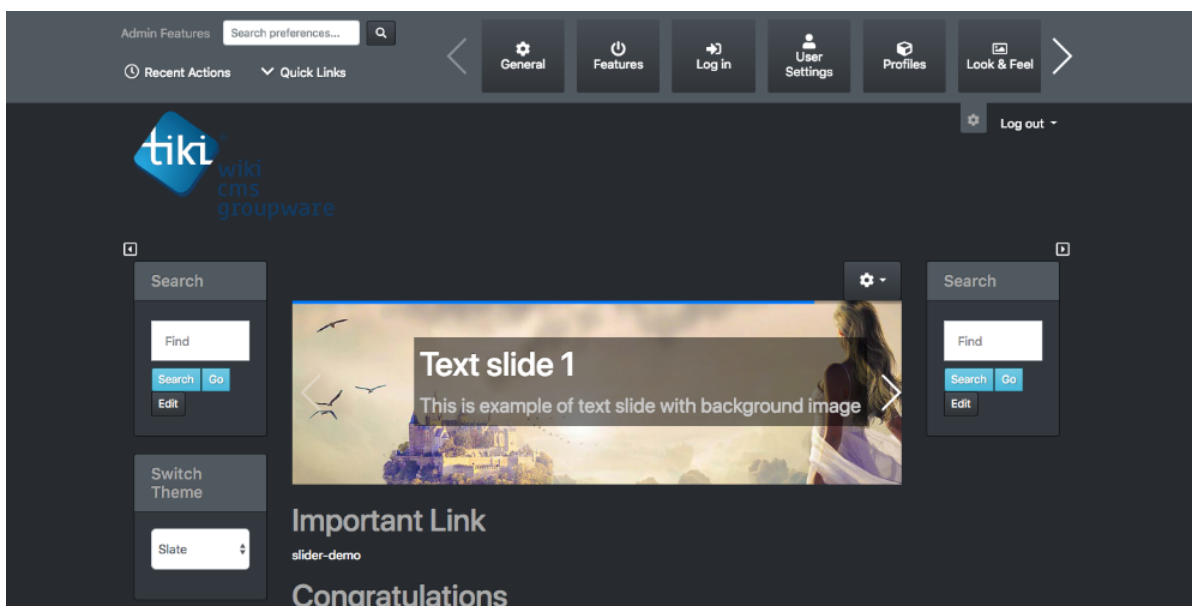 Admin Features
Search preferences...
Recent Actions
Quick Links
General
Features
Log in
User
Settings
Profiles
Look & Feel
Log out
tiki
wiki
cms
groupware
Search
Find
Search Go
Edit
Switch
Theme
Slate
Text slide 1
This is example of text slide with background image
Important Link
slider-demo
Congratulations
Search
Find
Search Go
Edit